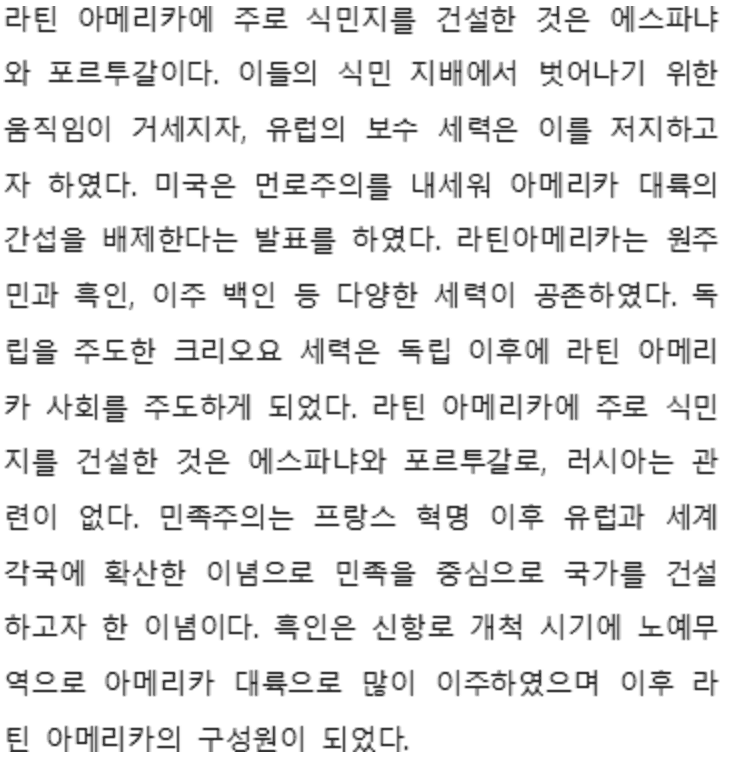 라틴 아메리카에 주로 식민지를 건설한 것은 에스파냐
와 포르투갈이다. 이들의 식민 지배에서 벗어나기 위한
움직임이 거세지자, 유럽의 보수 세력은 이를 저지하고
자 하였다. 미국은 먼로주의를 내세워 아메리카 대륙의
간섭을 배제한다는 발표를 하였다. 라틴아메리카는 원주
민과 흑인, 이주 백인 등 다양한 세력이 공존하였다. 독
립을 주도한 크리오요 세력은 독립 이후에 라틴 아메리
카 사회를 주도하게 되었다. 라틴 아메리카에 주로 식민
지를 건설한 것은 에스파냐와 포르투갈로, 러시아는 관
련이 없다. 민족주의는 프랑스 혁명 이후 유럽과 세계
각국에 확산한 이념으로 민족을 중심으로 국가를 건설
하고자 한 이념이다. 흑인은 신항로 개척 시기에 노예무
역으로 아메리카 대륙으로 많이 이주하였으며 이후 라
틴 아메리카의 구성원이 되었다.